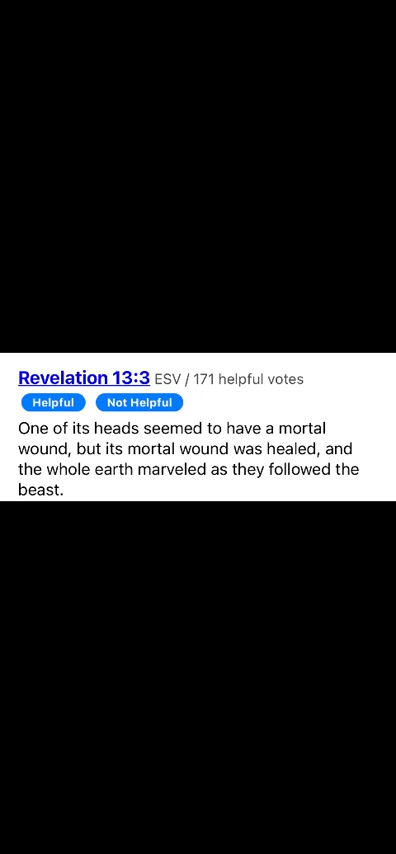 Revelation 13:3 ESV / 171 helpful votes
Helpful Not Helpful
One of its heads seemed to have a mortal
wound, but its mortal wound was healed, and
the whole earth marveled as they followed the
beast.